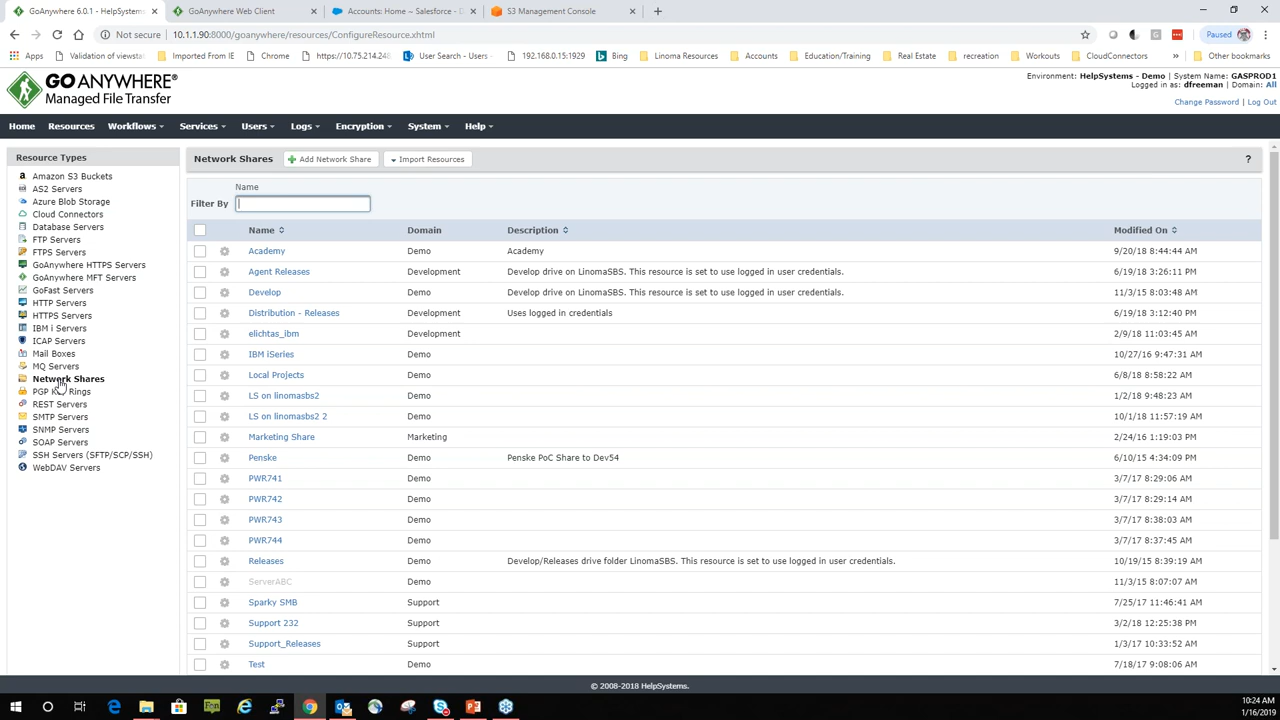 GoAnywhere 6.0.1 - HelpSystems
GoAnywhere Web Client
Accounts: Home ~ Salesforce - D
S3 Management Console
Not secure
10.1.1.90:8000/goanywhere/resources/ConfigureResource.xhtml
Paused
Apps
Validation of viewsta
Imported From IE
Chrome
https://10.75.214.248
User Search - Users -
192.168.0.15:1929
Bing
Linoma Resources
Accounts
Education/Training
Real Estate
recreation
Workouts
CloudConnectors
Other bookmarks
GOANYWHERE®
Managed File Transfer
Environment: HelpSystems - Demo | System Name: GASPROD1
Logged in as: dfreeman | Domain: All
Change Password | Log Out
Home
Resources
Workflows
Services
Users
Logs
Encryption
System
Help
Resource Types
Amazon S3 Buckets
AS2 Servers
Azure Blob Storage
Cloud Connectors
Database Servers
FTP Servers
FTPS Servers
GoAnywhere HTTPS Servers
GoAnywhere MFT Servers
GoFast Servers
HTTP Servers
HTTPS Servers
IBM i Servers
ICAP Servers
Mail Boxes
MQ Servers
Network Shares
PGP Key Rings
REST Servers
SMTP Servers
SNMP Servers
SOAP Servers
SSH Servers (SFTP/SCP/SSH)
WebDAV Servers
Network Shares
Add Network Share
Import Resources
?
Name
Filter By
Name Domain Description Modified On
Academy Demo Academy 9/20/18 8:44:44 AM
Agent Releases Development Develop drive on LinomaSBS. This resource is set to use logged in user credentials. 6/19/18 3:26:11 PM
Develop Demo Develop drive on LinomaSBS. This resource is set to use logged in user credentials. 11/3/15 8:03:48 AM
Distribution - Releases Development Uses logged in credentials 6/19/18 3:12:40 PM
elichtas_ibm Development 2/9/18 11:03:45 AM
IBM iSeries Demo 10/27/16 9:47:31 AM
Local Projects Demo 6/8/18 8:58:22 AM
LS on linomasbs2 Demo 1/2/18 9:48:23 AM
LS on linomasbs2 2 Demo 10/1/18 11:57:19 AM
Marketing Share Marketing 2/24/16 1:19:03 PM
Penske Demo Penske PoC Share to Dev54 6/10/15 4:34:09 PM
PWR741 Demo 3/7/17 8:29:06 AM
PWR742 Demo 3/7/17 8:29:14 AM
PWR743 Demo 3/7/17 8:38:03 AM
PWR744 Demo 3/7/17 8:37:45 AM
Releases Demo Develop/Releases drive folder LinomaSBS. This resource is set to use logged in user credentials. 10/19/15 8:39:19 AM
ServerABC Demo 11/3/15 8:07:07 AM
Sparky SMB Support 7/25/17 11:46:41 AM
Support 232 Support 3/2/18 12:25:38 PM
Support_Releases Support 1/3/17 10:33:52 AM
Test Demo 7/18/17 9:08:06 AM
© 2008-2018 HelpSystems.
10:24 AM
1/16/2019